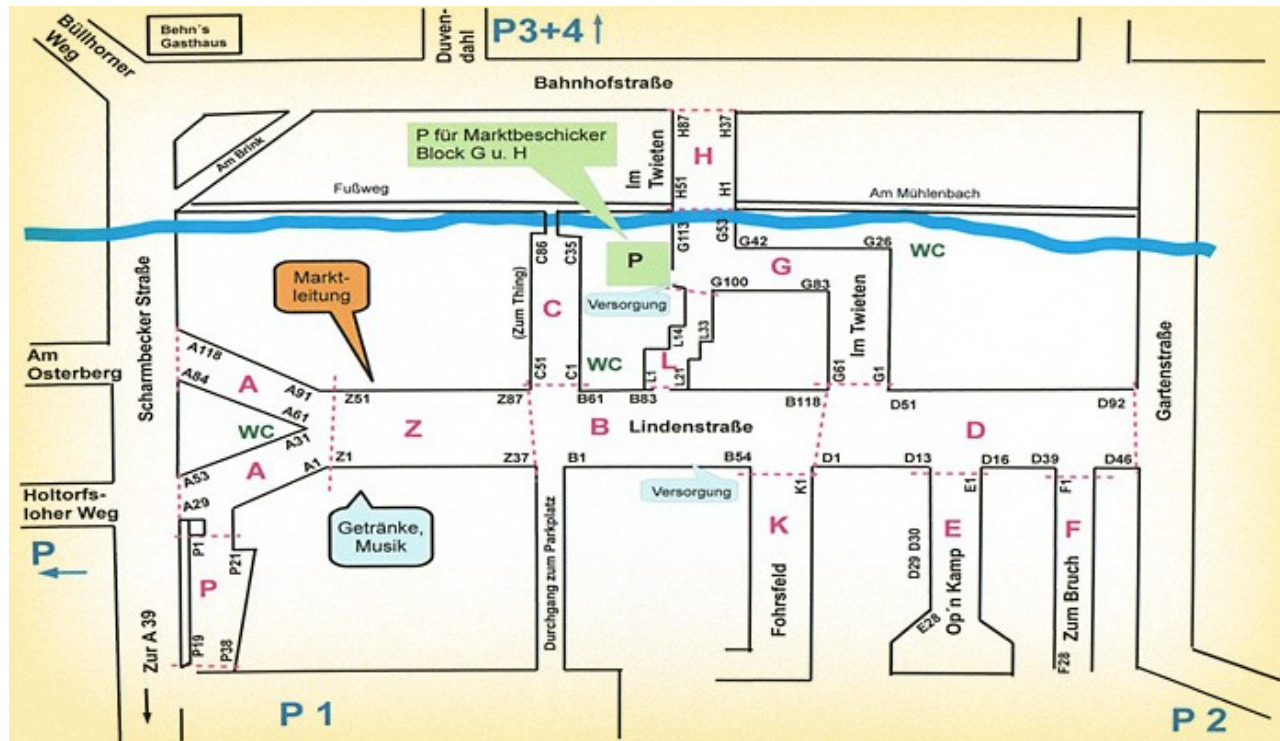 Büllhorner
Weg
Behn´s
Gasthaus
Duven-
dahl
P3+4
Bahnhofstraße
Am Brink
P für Marktbeschicker
Block G u. H
Im
Twieten
H87
H37
H
H51
H1
Fußweg
Am Mühlenbach
Scharmbecker Straße
Markt-
leitung
C86
C35
(Zum Thing)
C
C51
C1
P
Versorgung
G113
G53
G42
G26
WC
G
G100
G83
Im Twieten
G61
G1
L14
L33
L
L1
L21
WC
Gartenstraße
Am
Osterberg
A118
A84
A
A91
A61
WC
A31
A53
A
A1
A29
Z51
Z87
Z
Z1
Z37
B61
B83
B118
B
Lindenstraße
B1
B54
D51
D92
D
D1
D13
D16
D39
D46
Holtorfs-
loher Weg
P
Getränke,
Musik
Versorgung
P1
P21
P
P19
P38
Zur A 39
Durchgang zum Parkplatz
K1
K
Fohrsfeld
E1
E
D29
D30
E28
Op´n Kamp
F1
F
Zum Bruch
F28
P 1
P 2